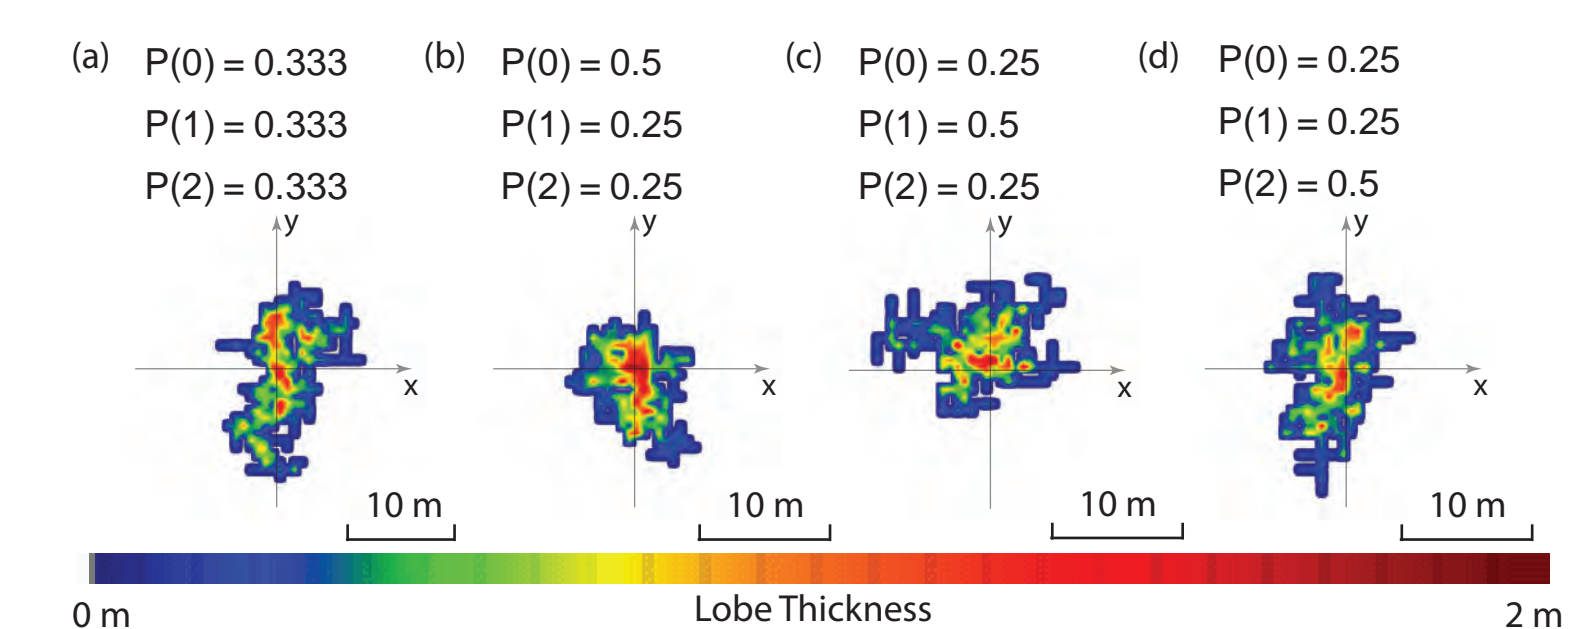 (a) P(0) = 0.333 (b) P(0) = 0.5 (c) P(0) = 0.25 (d) P(0) = 0.25
P(1) = 0.333 P(1) = 0.25 P(1) = 0.5 P(1) = 0.25
P(2) = 0.333 P(2) = 0.25 P(2) = 0.25 P(2) = 0.5
y y y y
x x x x
10 m 10 m 10 m 10 m
0 m Lobe Thickness 2 m